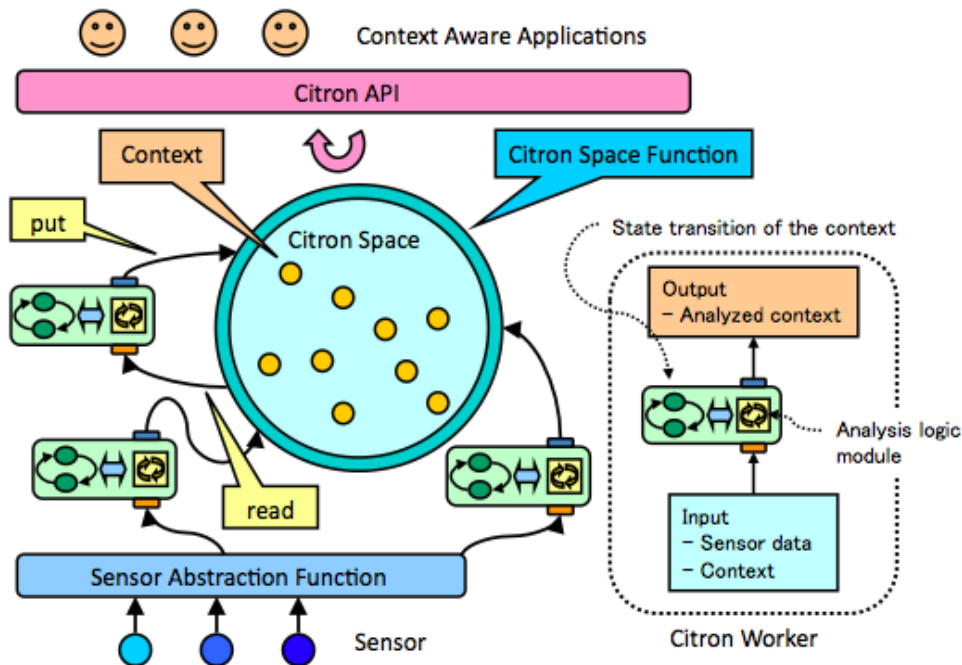 Context Aware Applications
Citron API
Context
Citron Space Function
put
Citron Space
State transition of the context
Output
- Analyzed context
Analysis logic
module
read
Input
- Sensor data
- Context
Sensor Abstraction Function
Sensor
Citron Worker